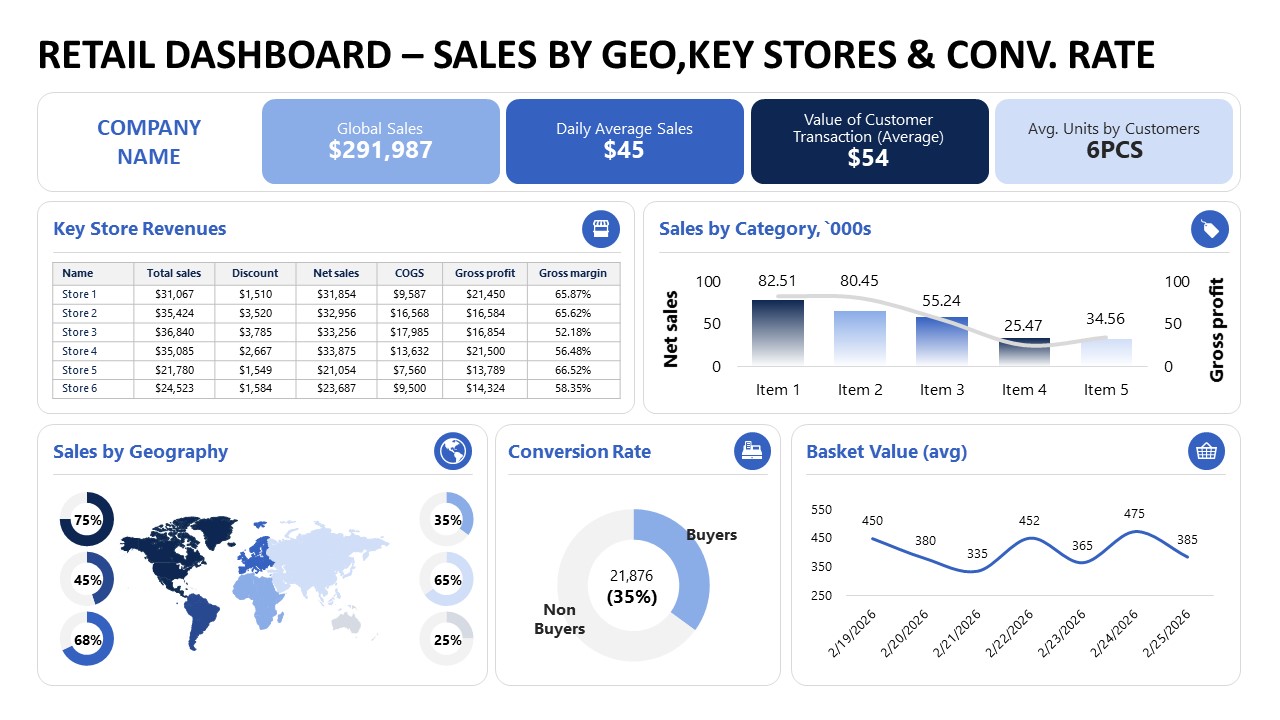 RETAIL DASHBOARD – SALES BY GEO,KEY STORES & CONV. RATE
COMPANY
NAME
Global Sales
$291,987
Daily Average Sales
$45
Value of Customer
Transaction (Average)
$54
Avg. Units by Customers
6PCS
Key Store Revenues
Name Total sales Discount Net sales COGS Gross profit Gross margin
Store 1 $31,067 $1,510 $31,854 $9,587 $21,450 65.87%
Store 2 $35,424 $3,520 $32,956 $16,568 $16,584 65.62%
Store 3 $36,840 $3,785 $33,256 $17,985 $16,854 52.18%
Store 4 $35,085 $2,667 $33,875 $13,632 $21,500 56.48%
Store 5 $21,780 $1,549 $21,054 $7,560 $13,789 66.52%
Store 6 $24,523 $1,584 $23,687 $9,500 $14,324 58.35%
Sales by Category, `000s
Net sales
100
50
0
82.51 80.45 55.24 25.47 34.56
Item 1 Item 2 Item 3 Item 4 Item 5
100
50
0
Gross profit
Sales by Geography
75%
45%
68%
35%
65%
25%
Conversion Rate
Buyers
21,876
(35%)
Non
Buyers
Basket Value (avg)
550
450
350
250
450 380 335 452 365 475 385
2/19/2026 2/20/2026 2/21/2026 2/22/2026 2/23/2026 2/24/2026 2/25/2026